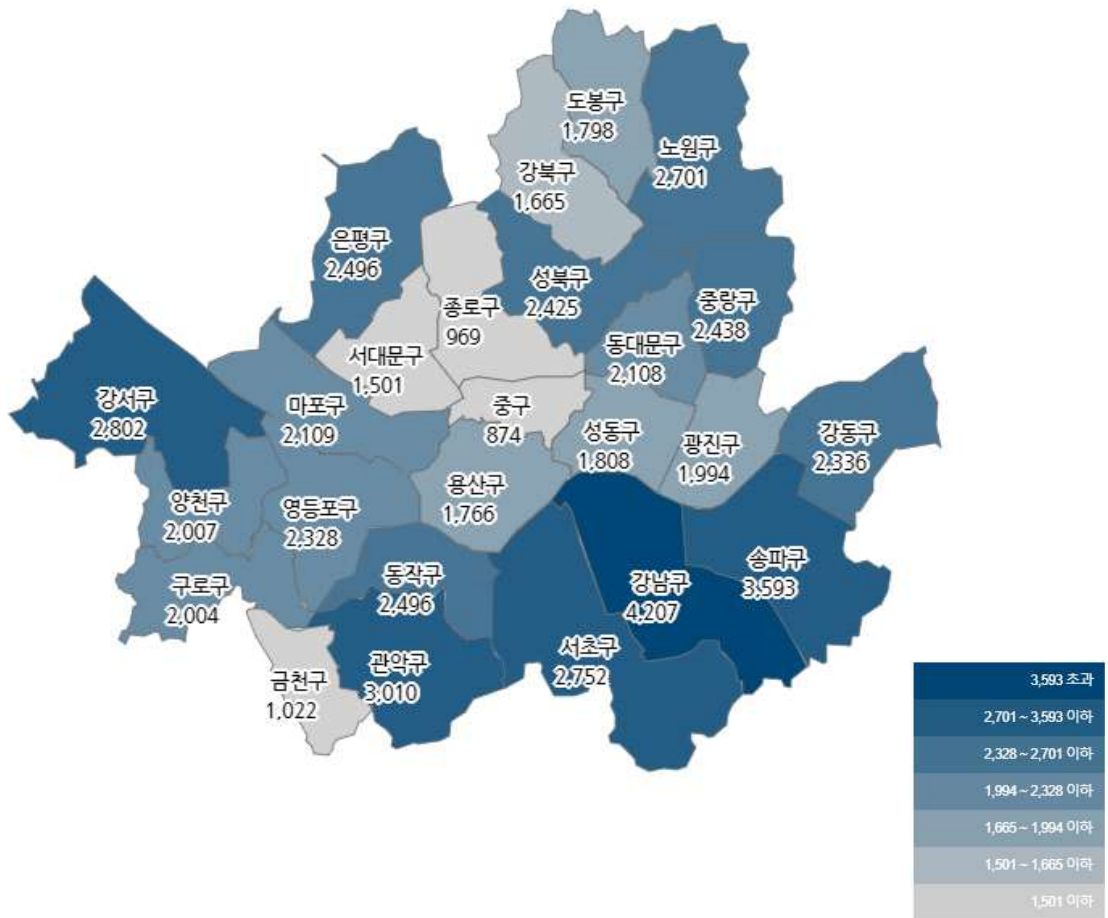 도봉구
1,798
노원구
2,701
강북구
1,665
은평구
2,496
성북구
2,425
중랑구
2,438
종로구
969
동대문구
2,108
서대문구
1,501
강서구
2,802
마포구
2,109
중구
874
성동구
1,808
광진구
1,994
강동구
2,336
양천구
2,007
영등포구
2,328
용산구
1,766
구로구
2,004
동작구
2,496
강남구
4,207
송파구
3,593
서초구
2,752
금천구
1,022
관악구
3,010
3,593 초과
2,701 ~ 3,593 이하
2,328 ~ 2,701 이하
1,994 ~ 2,328 이하
1,665 ~ 1,994 이하
1,501 ~ 1,665 이하
1,501 이하